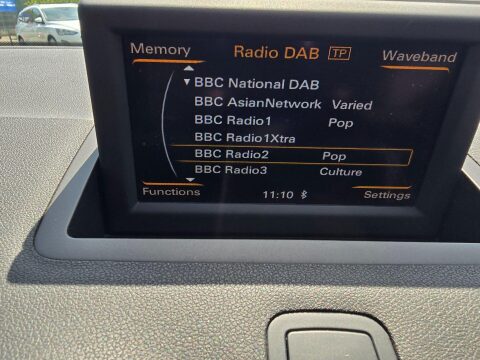 Memory Radio DAB TP Waveband
BBC National DAB
BBC AsianNetwork Varied
BBC Radio1 Pop
BBC Radio1Xtra
BBC Radio2 Pop
BBC Radio3 Culture
Functions 11:10 Settings